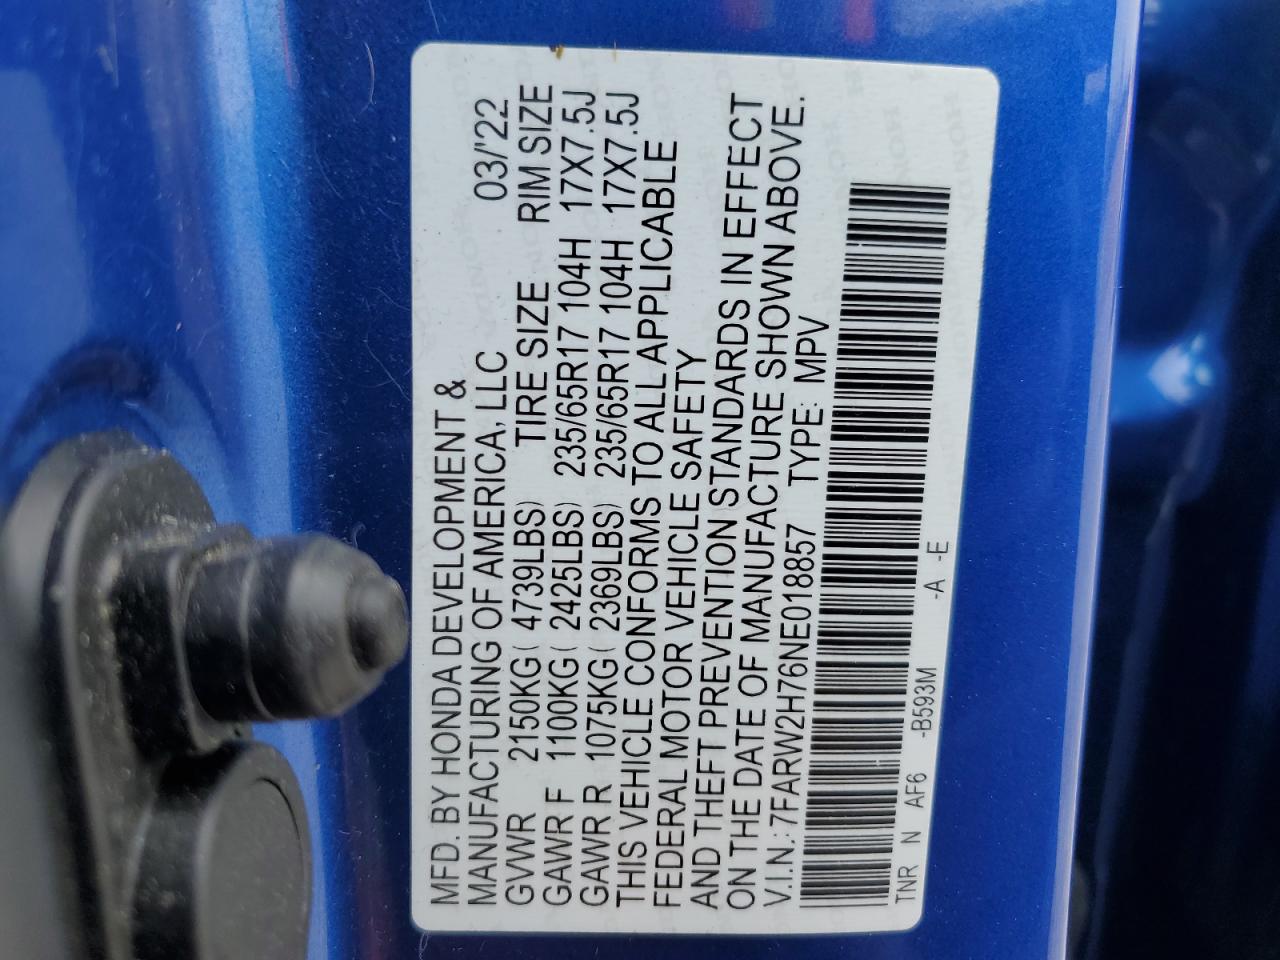 MFD. BY HONDA DEVELOPMENT &
MANUFACTURING OF AMERICA, LLC 03/'22
GVWR 2150KG( 4739LBS) TIRE SIZE RIM SIZE
GAWR F 1100KG( 2425LBS) 235/65R17 104H 17X7.5J
GAWR R 1075KG( 2369LBS) 235/65R17 104H 17X7.5J
THIS VEHICLE CONFORMS TO ALL APPLICABLE
FEDERAL MOTOR VEHICLE SAFETY
AND THEFT PREVENTION STANDARDS IN EFFECT
ON THE DATE OF MANUFACTURE SHOWN ABOVE.
V.I.N.: 7FARW2H76NE018857 TYPE: MPV
TNR N AF6 -B593M -A -E